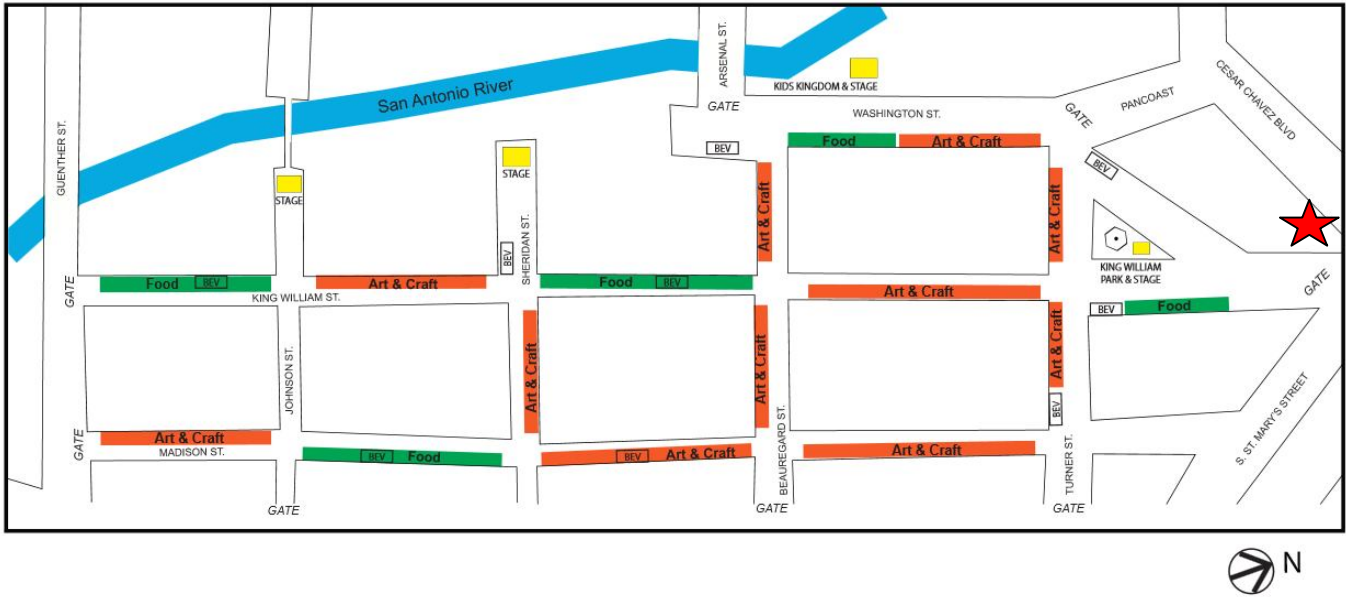 CESAR CHAVEZ BLVD
ARSENAL ST.
San Antonio River
KIDS KINGDOM & STAGE
PANCOAST
GATE
GATE
WASHINGTON ST.
GUENTHER ST.
Food
Art & Craft
BEV
BEV
STAGE
STAGE
Art & Craft
Art & Craft
SHERIDAN ST.
BEV
KING WILLIAM
PARK & STAGE
GATE
GATE
Food
BEV
Art & Craft
Food
BEV
Art & Craft
KING WILLIAM ST.
BEV
Food
Art & Craft
Art & Craft
Art & Craft
JOHNSON ST.
BEV
S. ST. MARY'S STREET
GATE
Art & Craft
MADISON ST.
BEV
Food
BEV
Art & Craft
Art & Craft
BEAUREGARD ST.
TURNER ST.
GATE
GATE
GATE
N